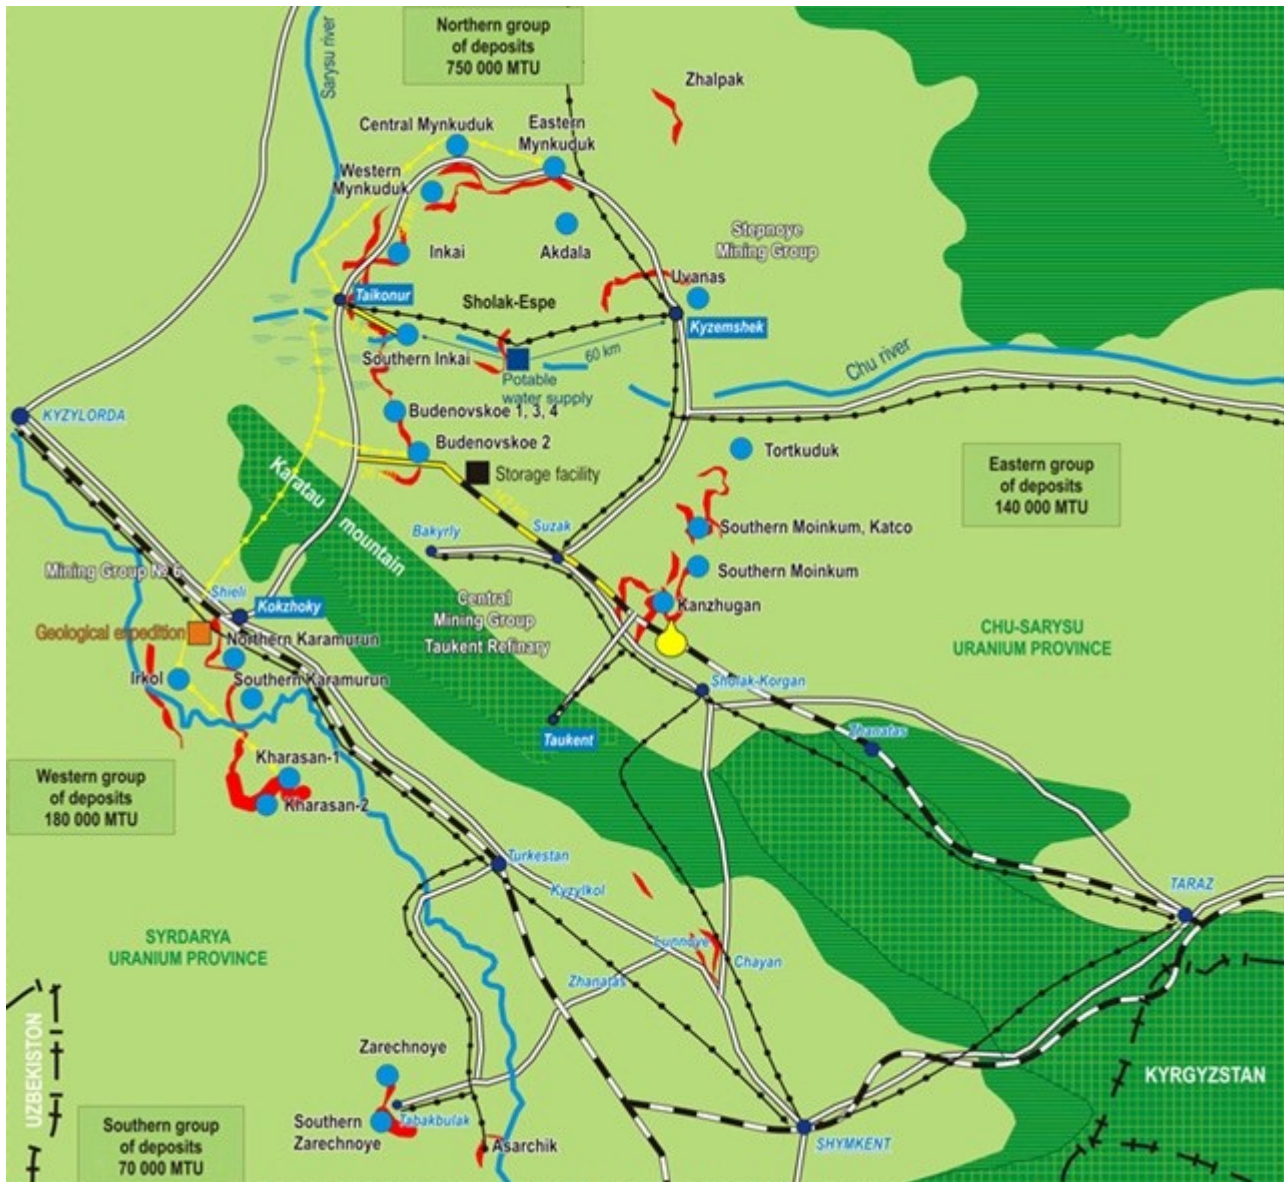 Northern group
of deposits
750 000 MTU
Sarysu river
Zhalpak
Central Mynkuduk
Eastern
Mynkuduk
Western
Mynkuduk
Stepnoye
Mining Group
Inkai
Akdala
Uvanas
Taikonur
Sholak-Espe
Kyzemshek
Southern Inkai
60 km
Chu river
Potable
water supply
KYZYLORDA
Budenovskoe 1, 3, 4
Budenovskoe 2
Tortkuduk
Storage facility
Eastern group
of deposits
140 000 MTU
Karatau mountain
Bakyrly
Suzak
Southern Moinkum, Katco
Southern Moinkum
Mining Group № 6
Shieli
Kokzhoky
Central
Mining Group
Taukent Refinary
Kanzhugan
CHU-SARYSU
URANIUM PROVINCE
Geological expedition
Northern Karamurun
Irkol
Southern Karamurun
Sholak-Korgan
Taukent
Zhanatas
Western group
of deposits
180 000 MTU
Kharasan-1
Kharasan-2
Turkestan
Kyzylkol
TARAZ
SYRDARYA
URANIUM PROVINCE
Lunnoye
Chayan
Zhanatas
UZBEKISTON
Zarechnoye
KYRGYZSTAN
Southern
Zarechnoye
Tabakbulak
Asarchik
SHYMKENT
Southern group
of deposits
70 000 MTU